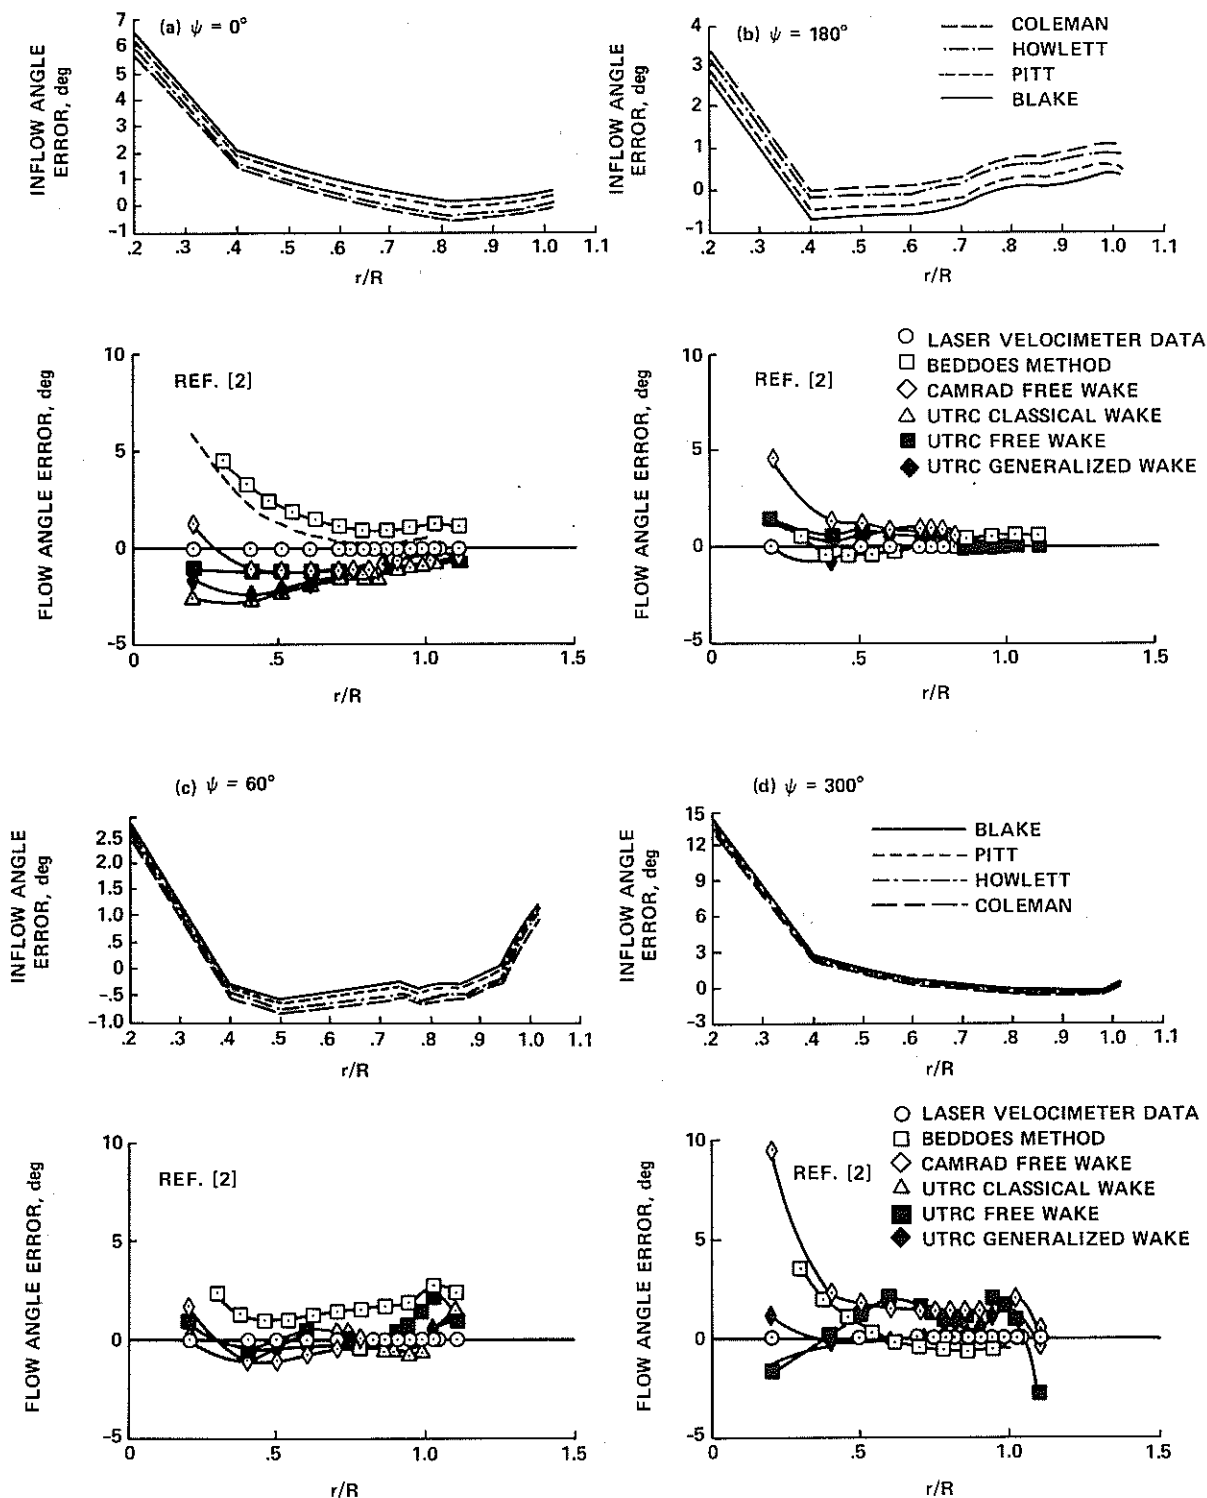 (a) ψ = 0°
INFLOW ANGLE
ERROR, deg
7
6
5
4
3
2
1
0
−1
.2 .3 .4 .5 .6 .7 .8 .9 1.0 1.1
r/R
(b) ψ = 180°
COLEMAN
HOWLETT
PITT
BLAKE
INFLOW ANGLE
ERROR, deg
4
3
2
1
0
−1
.2 .3 .4 .5 .6 .7 .8 .9 1.0 1.1
r/R
REF. [2]
FLOW ANGLE ERROR, deg
10
5
0
−5
0 .5 1.0 1.5
r/R
REF. [2]
LASER VELOCIMETER DATA
BEDDOES METHOD
CAMRAD FREE WAKE
UTRC CLASSICAL WAKE
UTRC FREE WAKE
UTRC GENERALIZED WAKE
FLOW ANGLE ERROR, deg
10
5
0
−5
0 .5 1.0 1.5
r/R
(c) ψ = 60°
INFLOW ANGLE
ERROR, deg
2.5
2.0
1.5
1.0
.5
0
−.5
−1.0
.2 .3 .4 .5 .6 .7 .8 .9 1.0 1.1
r/R
(d) ψ = 300°
BLAKE
PITT
HOWLETT
COLEMAN
INFLOW ANGLE
ERROR, deg
15
12
9
6
3
0
−3
.2 .3 .4 .5 .6 .7 .8 .9 1.0 1.1
r/R
REF. [2]
FLOW ANGLE ERROR, deg
10
5
0
−5
0 .5 1.0 1.5
r/R
REF. [2]
LASER VELOCIMETER DATA
BEDDOES METHOD
CAMRAD FREE WAKE
UTRC CLASSICAL WAKE
UTRC FREE WAKE
UTRC GENERALIZED WAKE
FLOW ANGLE ERROR, deg
10
5
0
−5
0 .5 1.0 1.5
r/R